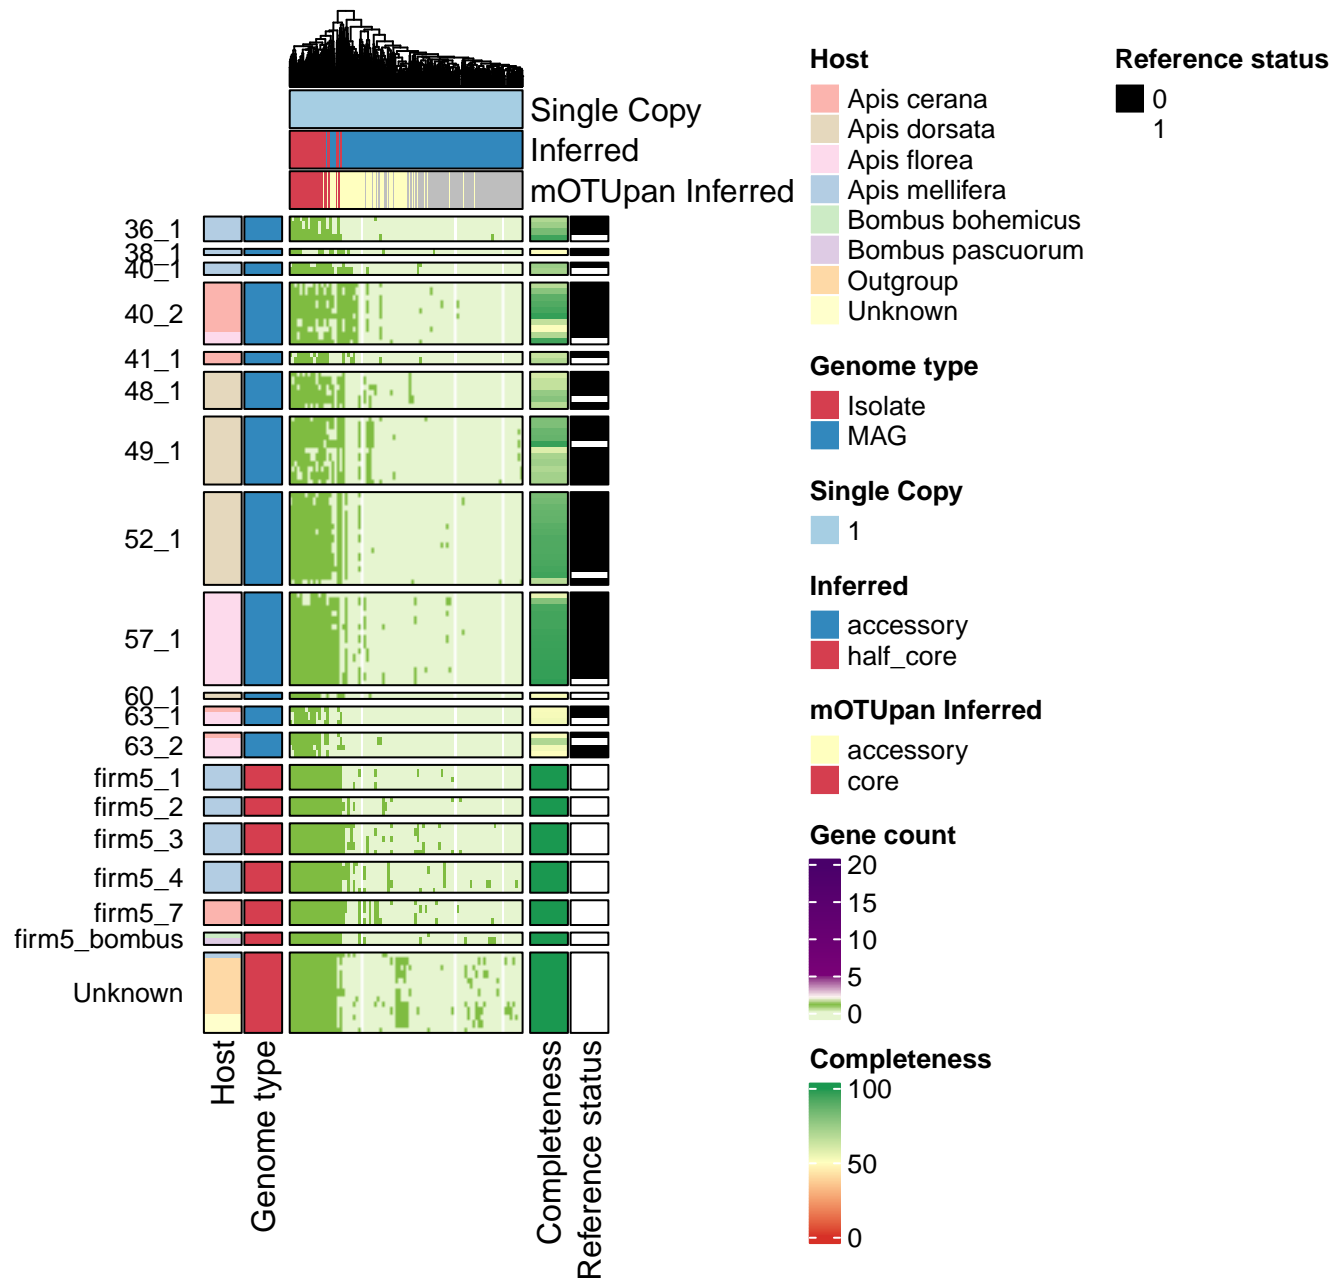 Single Copy
Inferred
mOTUpan Inferred
36_1
38_1
40_1
40_2
41_1
48_1
49_1
52_1
57_1
60_1
63_1
63_2
firm5_1
firm5_2
firm5_3
firm5_4
firm5_7
firm5_bombus
Unknown
Host
Genome type
Completeness
Reference status
Host
Apis cerana
Apis dorsata
Apis florea
Apis mellifera
Bombus bohemicus
Bombus pascuorum
Outgroup
Unknown
Genome type
Isolate
MAG
Single Copy
1
Inferred
accessory
half_core
mOTUpan Inferred
accessory
core
Gene count
20
15
10
5
0
Completeness
100
50
0
Reference status
0
1